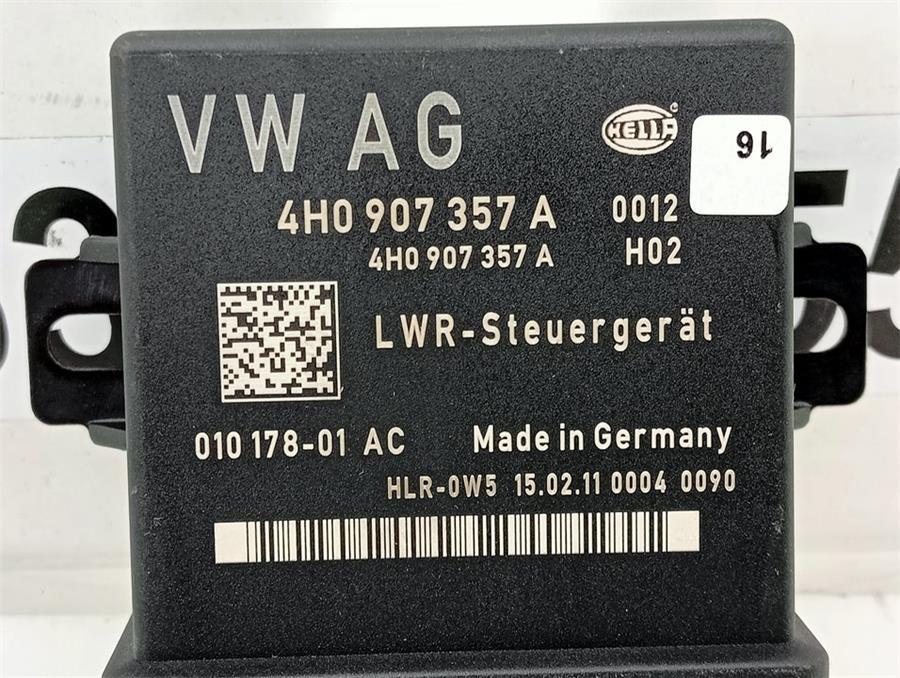 VW AG
HELLA
16
4H0 907 357 A 0012
4H0 907 357 A H02
LWR-Steuergerät
010 178-01 AC Made in Germany
HLR-0W5 15.02.11 0004 0090